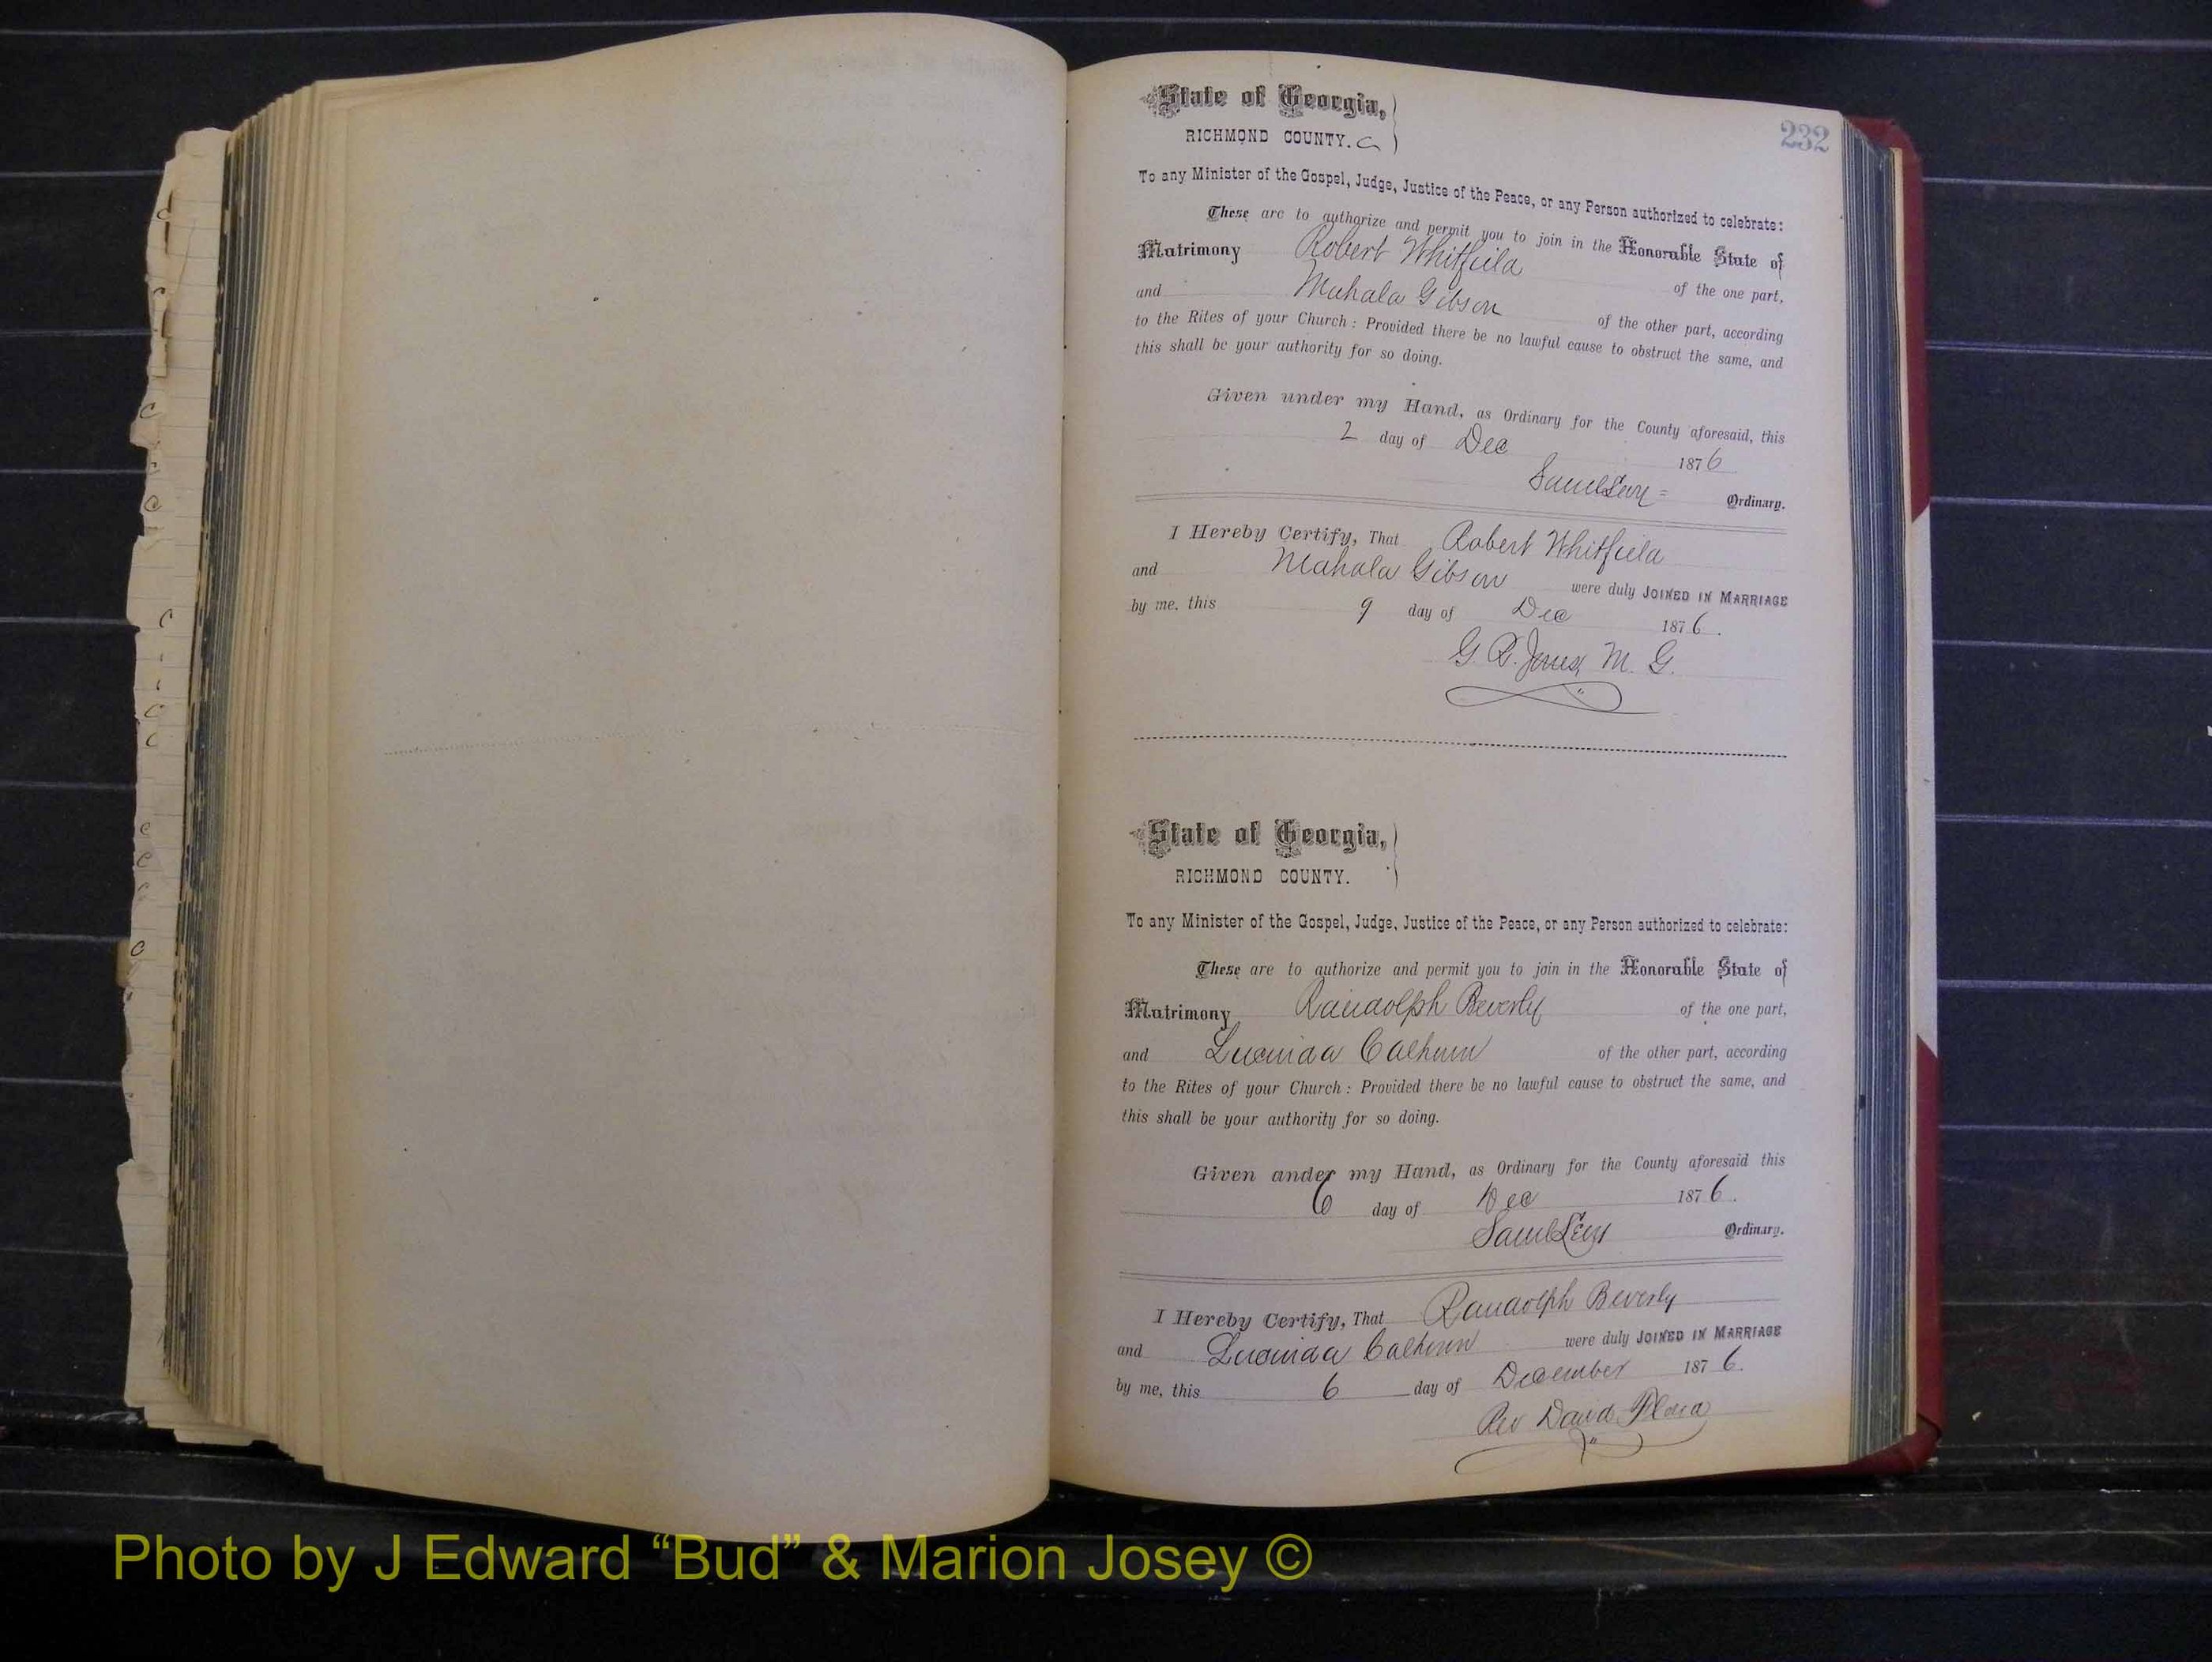 232
State of Georgia,
RICHMOND COUNTY. C
To any Minister of the Gospel, Judge, Justice of the Peace, or any Person authorized to celebrate:
These are to authorize and permit you to join in the Honorable State of
Matrimony Robert Whitfield of the one part,
and Mahala Gibson of the other part, according
to the Rites of your Church: Provided there be no lawful cause to obstruct the same, and
this shall be your authority for so doing.
Given under my Hand, as Ordinary for the County aforesaid, this
2 day of Dec 1876
Saml Levy Ordinary.
I Hereby Certify, That Robert Whitfield
and Mahala Gibson were duly JOINED IN MARRIAGE
by me, this 9 day of Dec 1876.
G. R. Jones, M. G.
State of Georgia,
RICHMOND COUNTY.
To any Minister of the Gospel, Judge, Justice of the Peace, or any Person authorized to celebrate:
These are to authorize and permit you to join in the Honorable State of
Matrimony Randolph Beverly of the one part,
and Lucinda Calhoun of the other part, according
to the Rites of your Church: Provided there be no lawful cause to obstruct the same, and
this shall be your authority for so doing.
Given under my Hand, as Ordinary for the County aforesaid this
6 day of Dec 1876.
Saml Levy Ordinary.
I Hereby Certify, That Randolph Beverly
and Lucinda Calhoun were duly JOINED IN MARRIAGE
by me, this 6 day of December 1876.
Rev David
Photo by J Edward “Bud” & Marion Josey ©